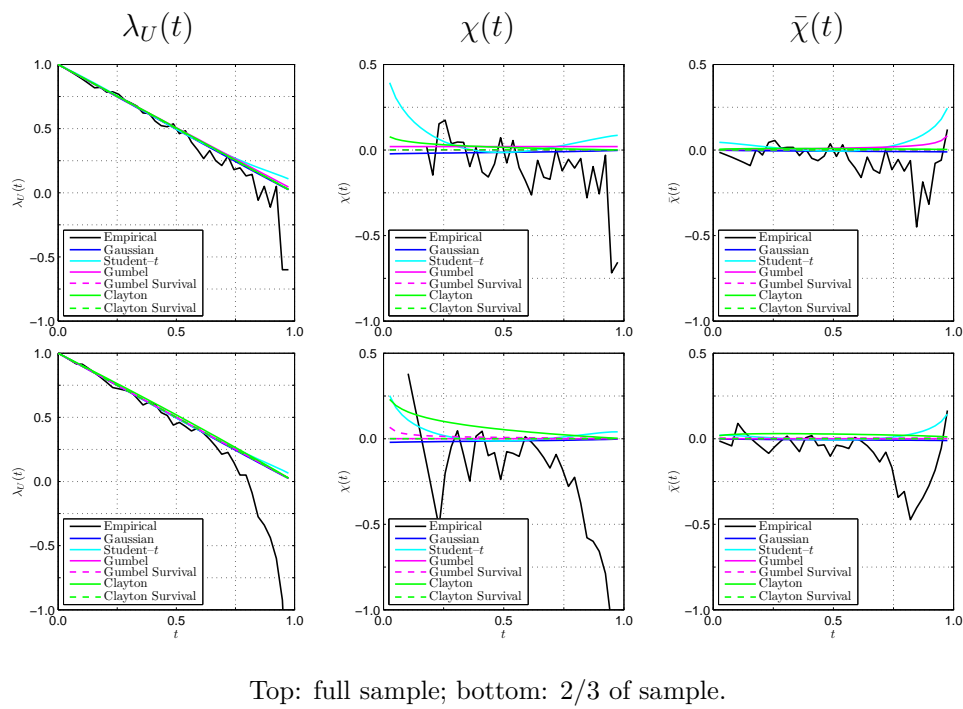 λ_U(t) χ(t) χ̄(t)
1.0
0.5
0.0
−0.5
−1.0
λ_U(t)
0.0 0.5 1.0
Empirical
Gaussian
Student–t
Gumbel
Gumbel Survival
Clayton
Clayton Survival
0.5
0.0
−0.5
−1.0
χ(t)
0 0.5 1.0
Empirical
Gaussian
Student–t
Gumbel
Gumbel Survival
Clayton
Clayton Survival
0.5
0.0
−0.5
−1.0
χ̄(t)
0 0.5 1.0
Empirical
Gaussian
Student–t
Gumbel
Gumbel Survival
Clayton
Clayton Survival
1.0
0.5
0.0
−0.5
−1.0
λ_U(t)
0.0 0.5 1.0
t
Empirical
Gaussian
Student–t
Gumbel
Gumbel Survival
Clayton
Clayton Survival
0.5
0.0
−0.5
−1.0
χ(t)
0.0 0.5 1.0
t
Empirical
Gaussian
Student–t
Gumbel
Gumbel Survival
Clayton
Clayton Survival
0.5
0.0
−0.5
−1.0
χ̄(t)
0.0 0.5 1.0
t
Empirical
Gaussian
Student–t
Gumbel
Gumbel Survival
Clayton
Clayton Survival
Top: full sample; bottom: 2/3 of sample.